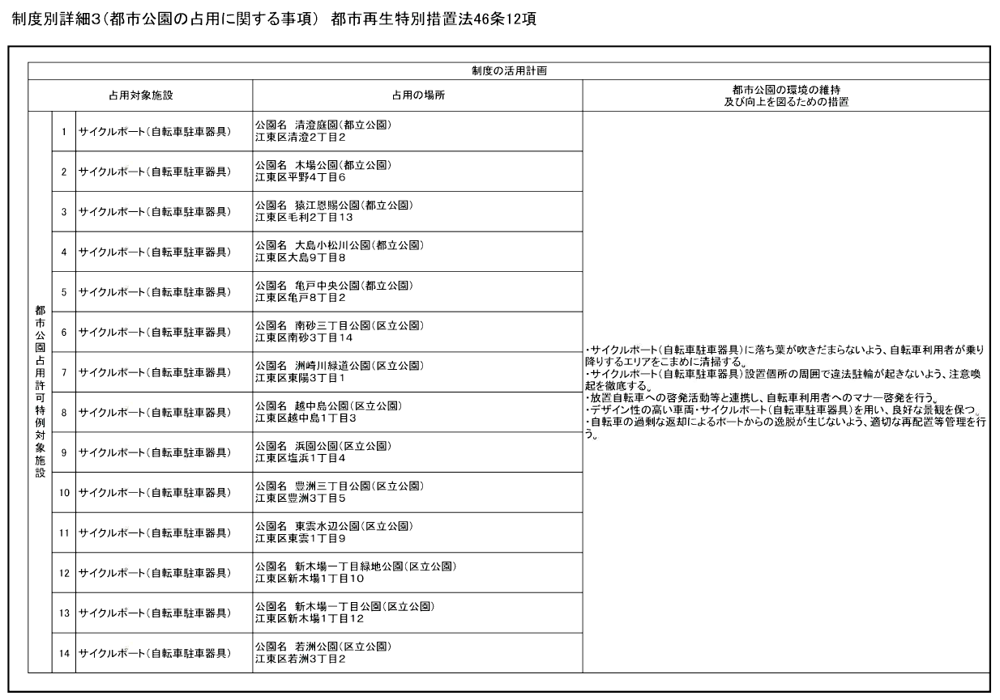 制度別詳細３（都市公園の占用に関する事項）　都市再生特別措置法46条12項
制度の活用計画
占用対象施設
占用の場所
都市公園の環境の維持
及び向上を図るための措置
都市公園占用許可特例対象施設
1 サイクルポート（自転車駐車器具） 公園名　清澄庭園（都立公園）
江東区清澄２丁目２
2 サイクルポート（自転車駐車器具） 公園名　木場公園（都立公園）
江東区平野４丁目６
3 サイクルポート（自転車駐車器具） 公園名　猿江恩賜公園（都立公園）
江東区毛利２丁目13
4 サイクルポート（自転車駐車器具） 公園名　大島小松川公園（都立公園）
江東区大島９丁目８
5 サイクルポート（自転車駐車器具） 公園名　亀戸中央公園（都立公園）
江東区亀戸８丁目２
6 サイクルポート（自転車駐車器具） 公園名　南砂三丁目公園（区立公園）
江東区南砂３丁目14
7 サイクルポート（自転車駐車器具） 公園名　洲崎川緑道公園（区立公園）
江東区東陽３丁目１
8 サイクルポート（自転車駐車器具） 公園名　越中島公園（区立公園）
江東区越中島１丁目３
9 サイクルポート（自転車駐車器具） 公園名　浜園公園（区立公園）
江東区塩浜１丁目４
10 サイクルポート（自転車駐車器具） 公園名　豊洲三丁目公園（区立公園）
江東区豊洲３丁目５
11 サイクルポート（自転車駐車器具） 公園名　東雲水辺公園（区立公園）
江東区東雲１丁目９
12 サイクルポート（自転車駐車器具） 公園名　新木場一丁目緑地公園（区立公園）
江東区新木場１丁目10
13 サイクルポート（自転車駐車器具） 公園名　新木場一丁目公園（区立公園）
江東区新木場１丁目12
14 サイクルポート（自転車駐車器具） 公園名　若洲公園（区立公園）
江東区若洲３丁目２
・サイクルポート（自転車駐車器具）に落ち葉が吹きだまらないよう、自転車利用者が乗り
降りするエリアをこまめに清掃する。
・サイクルポート（自転車駐車器具）設置個所の周囲で違法駐輪が起きないよう、注意喚
起を徹底する。
・放置自転車への啓発活動等と連携し、自転車利用者へのマナー啓発を行う。
・デザイン性の高い車両・サイクルポート（自転車駐車器具）を用い、良好な景観を保つ。
・自転車の過剰な返却によるポートからの逸脱が生じないよう、適切な再配置等管理を行
う。